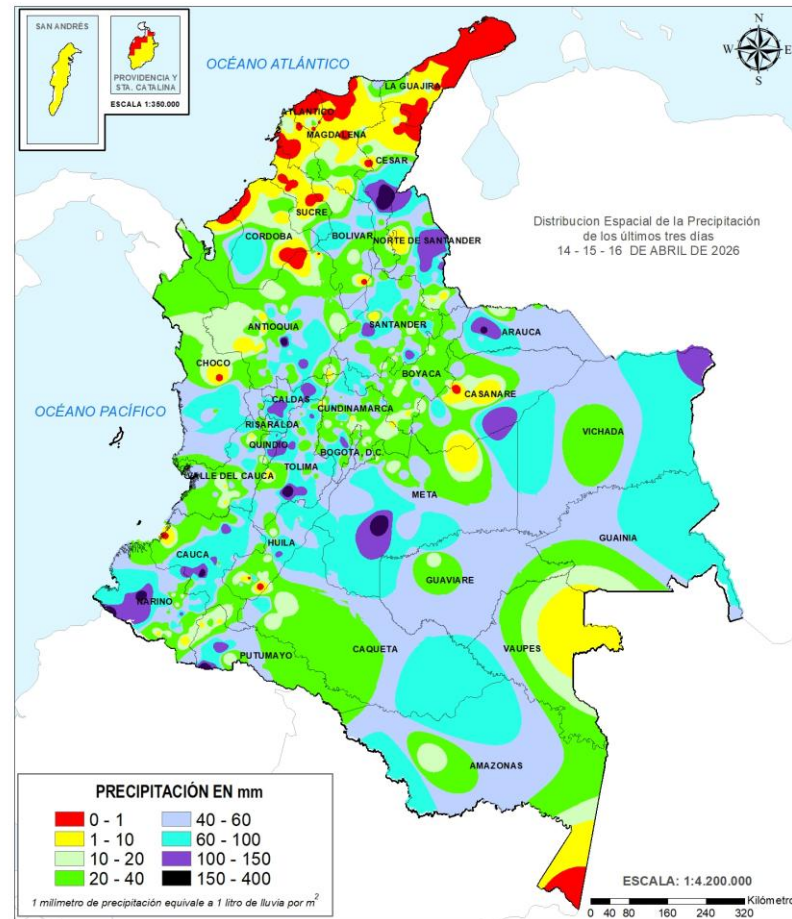 SAN ANDRÉS
PROVIDENCIA Y
STA. CATALINA
ESCALA 1:350.000
OCÉANO ATLÁNTICO
N
W
E
S
LA GUAJIRA
ATLANTICO
MAGDALENA
CESAR
SUCRE
Distribucion Espacial de la Precipitación
de los últimos tres días
14 - 15 - 16 DE ABRIL DE 2026
CORDOBA
BOLIVAR
NORTE DE SANTANDER
ANTIOQUIA
SANTANDER
ARAUCA
CHOCO
BOYACA
CASANARE
OCÉANO PACÍFICO
CALDAS
CUNDINAMARCA
RISARALDA
VICHADA
QUINDIO
BOGOTA, D.C.
TOLIMA
VALLE DEL CAUCA
META
GUAINIA
HUILA
CAUCA
GUAVIARE
NARINO
PUTUMAYO
CAQUETA
VAUPES
AMAZONAS
PRECIPITACIÓN EN mm
0 - 1
40 - 60
1 - 10
60 - 100
10 - 20
100 - 150
20 - 40
150 - 400
1 milímetro de precipitación equivale a 1 litro de lluvia por m²
ESCALA: 1:4.200.000
Kilómetro
40 80 160 240 320